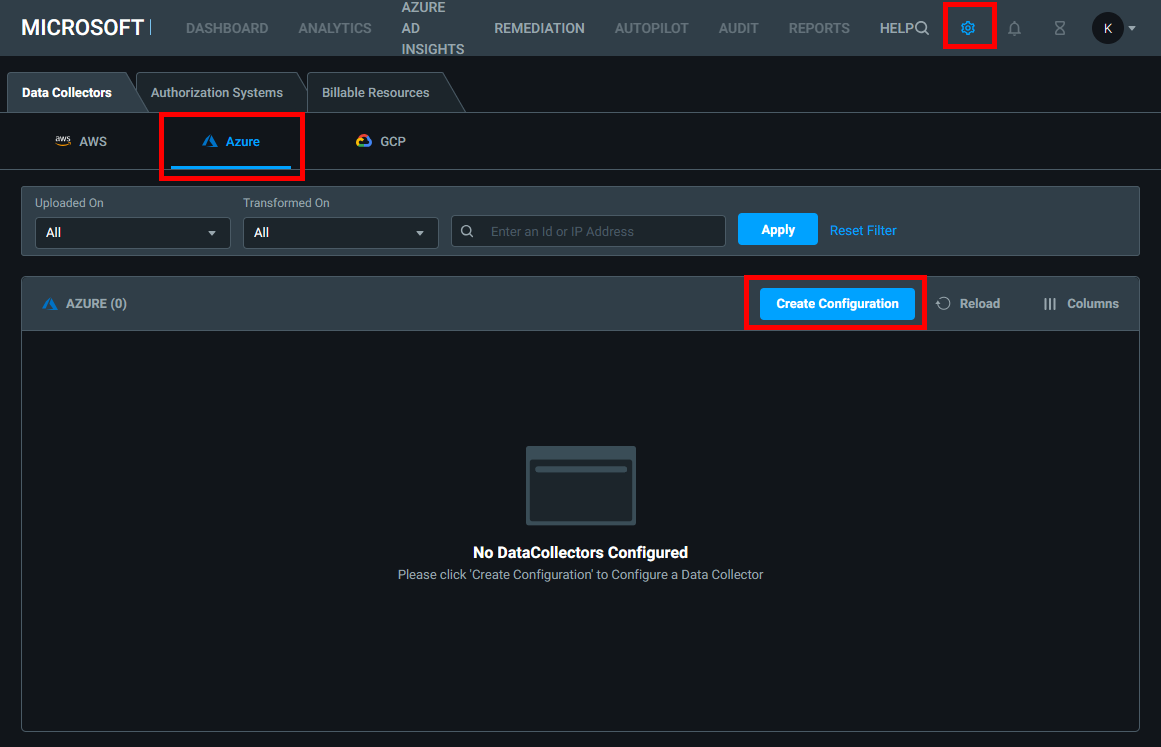 MICROSOFT
DASHBOARD
ANALYTICS
AZURE
AD
INSIGHTS
REMEDIATION
AUTOPILOT
AUDIT
REPORTS
HELP
K
Data Collectors
Authorization Systems
Billable Resources
aws AWS
Azure
GCP
Uploaded On
Transformed On
All
All
Enter an Id or IP Address
Apply
Reset Filter
AZURE (0)
Create Configuration
Reload
Columns
No DataCollectors Configured
Please click 'Create Configuration' to Configure a Data Collector